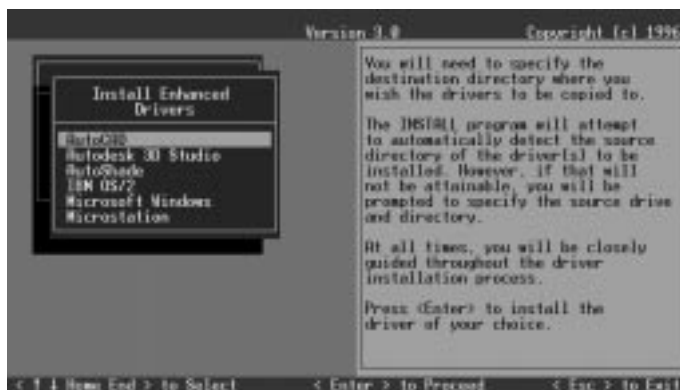 Version 3.0 Copyright [c] 1996
Install Enhanced
Drivers
AutoCAD
Autodesk 3D Studio
AutoShade
IBM OS/2
Microsoft Windows
Microstation
You will need to specify the
destination directory where you
wish the drivers to be copied to.
The INSTALL program will attempt
to automatically detect the source
directory of the driver[s] to be
installed. However, if that will
not be attainable, you will be
prompted to specify the source drive
and directory.
At all times, you will be closely
guided throughout the driver
installation process.
Press <Enter> to install the
driver of your choice.
< ↑ ↓ Home End > to Select < Enter > to Proceed < Esc > to Exit